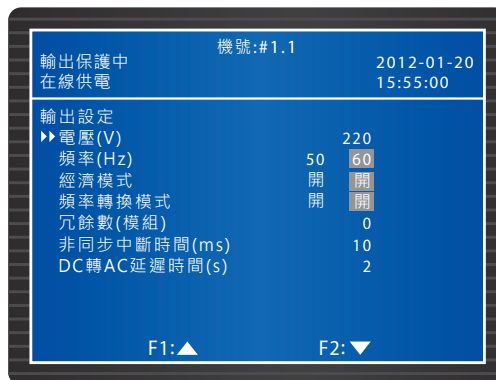 機號:#1.1
輸出保護中 2012-01-20
在線供電 15:55:00
輸出設定
電壓(V) 220
頻率(Hz) 50 60
經濟模式 開 開
頻率轉換模式 開 開
冗餘數(模組) 0
非同步中斷時間(ms) 10
DC轉AC延遲時間(s) 2
F1:▲ F2:▼